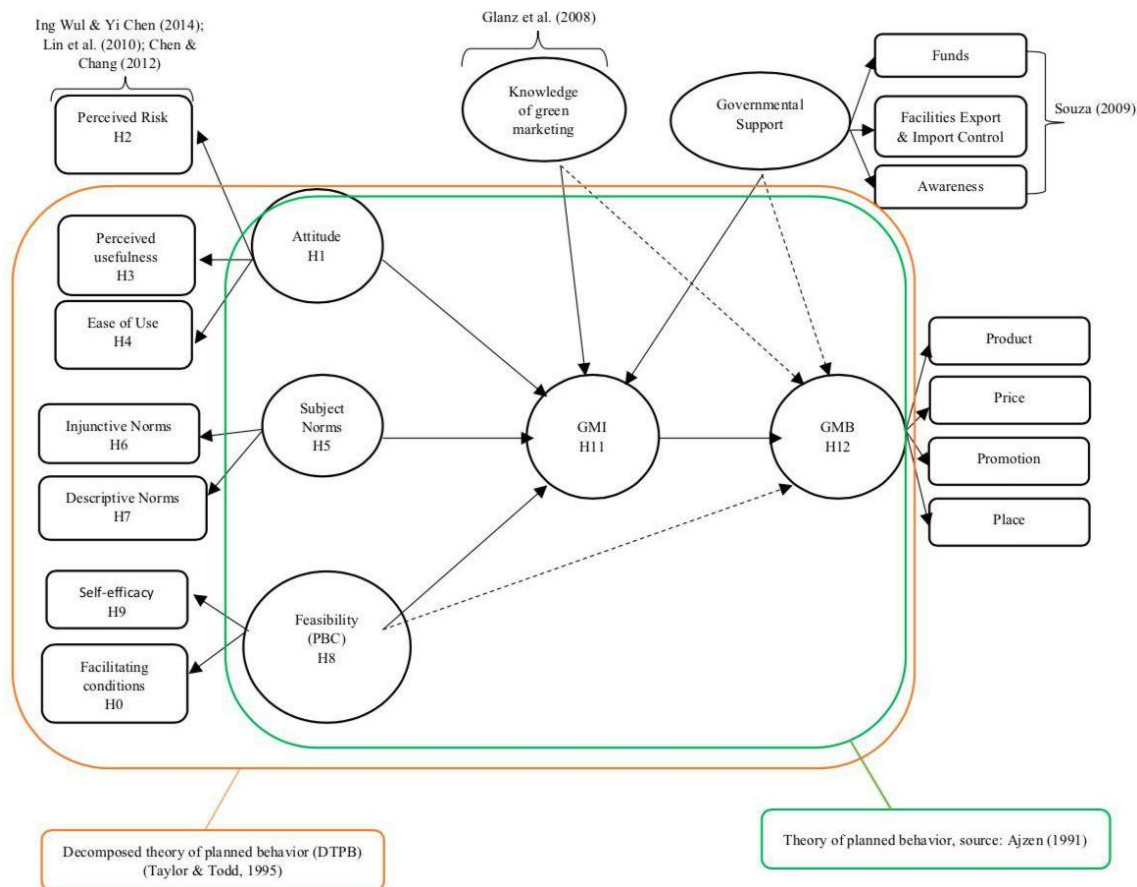 Ing Wul & Yi Chen (2014);
Lin et al. (2010); Chen &
Chang (2012)
Glanz et al. (2008)
Perceived Risk
H2
Knowledge
of green
marketing
Governmental
Support
Funds
Facilities Export
& Import Control
Awareness
Souza (2009)
Perceived
usefulness
H3
Attitude
H1
Ease of Use
H4
Injunctive Norms
H6
Descriptive Norms
H7
Subject
Norms
H5
GMI
H11
GMB
H12
Product
Price
Promotion
Place
Self-efficacy
H9
Facilitating
conditions
H0
Feasibility
(PBC)
H8
Decomposed theory of planned behavior (DTPB)
(Taylor & Todd, 1995)
Theory of planned behavior, source: Ajzen (1991)